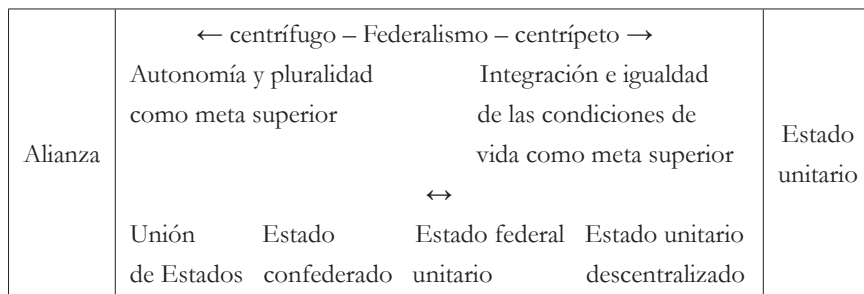 ← centrífugo – Federalismo – centrípeto →
Autonomía y pluralidad
como meta superior
Integración e igualdad
de las condiciones de
vida como meta superior
Alianza
Estado
unitario
↔
Unión
de Estados
Estado
confederado
Estado federal
unitario
Estado unitario
descentralizado